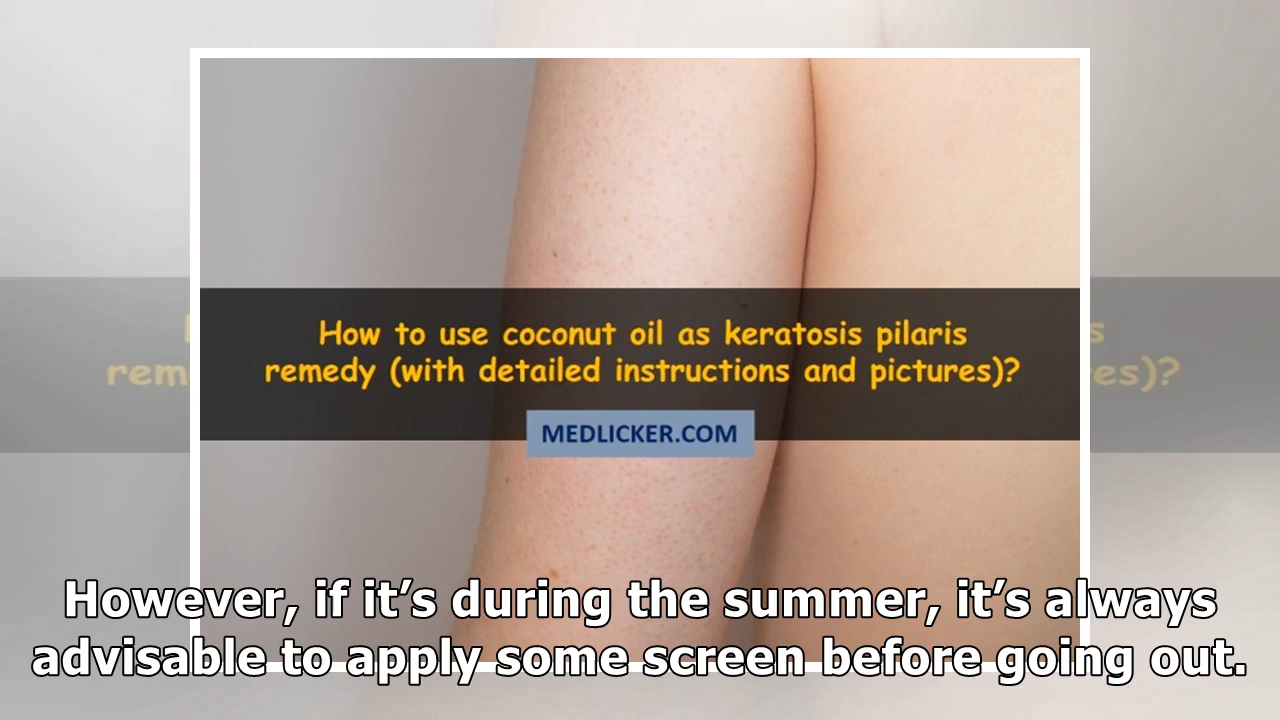 How to use coconut oil as keratosis pilaris
remedy (with detailed instructions and pictures)?
MEDLICKER.COM
However, if it’s during the summer, it’s always
advisable to apply some screen before going out.